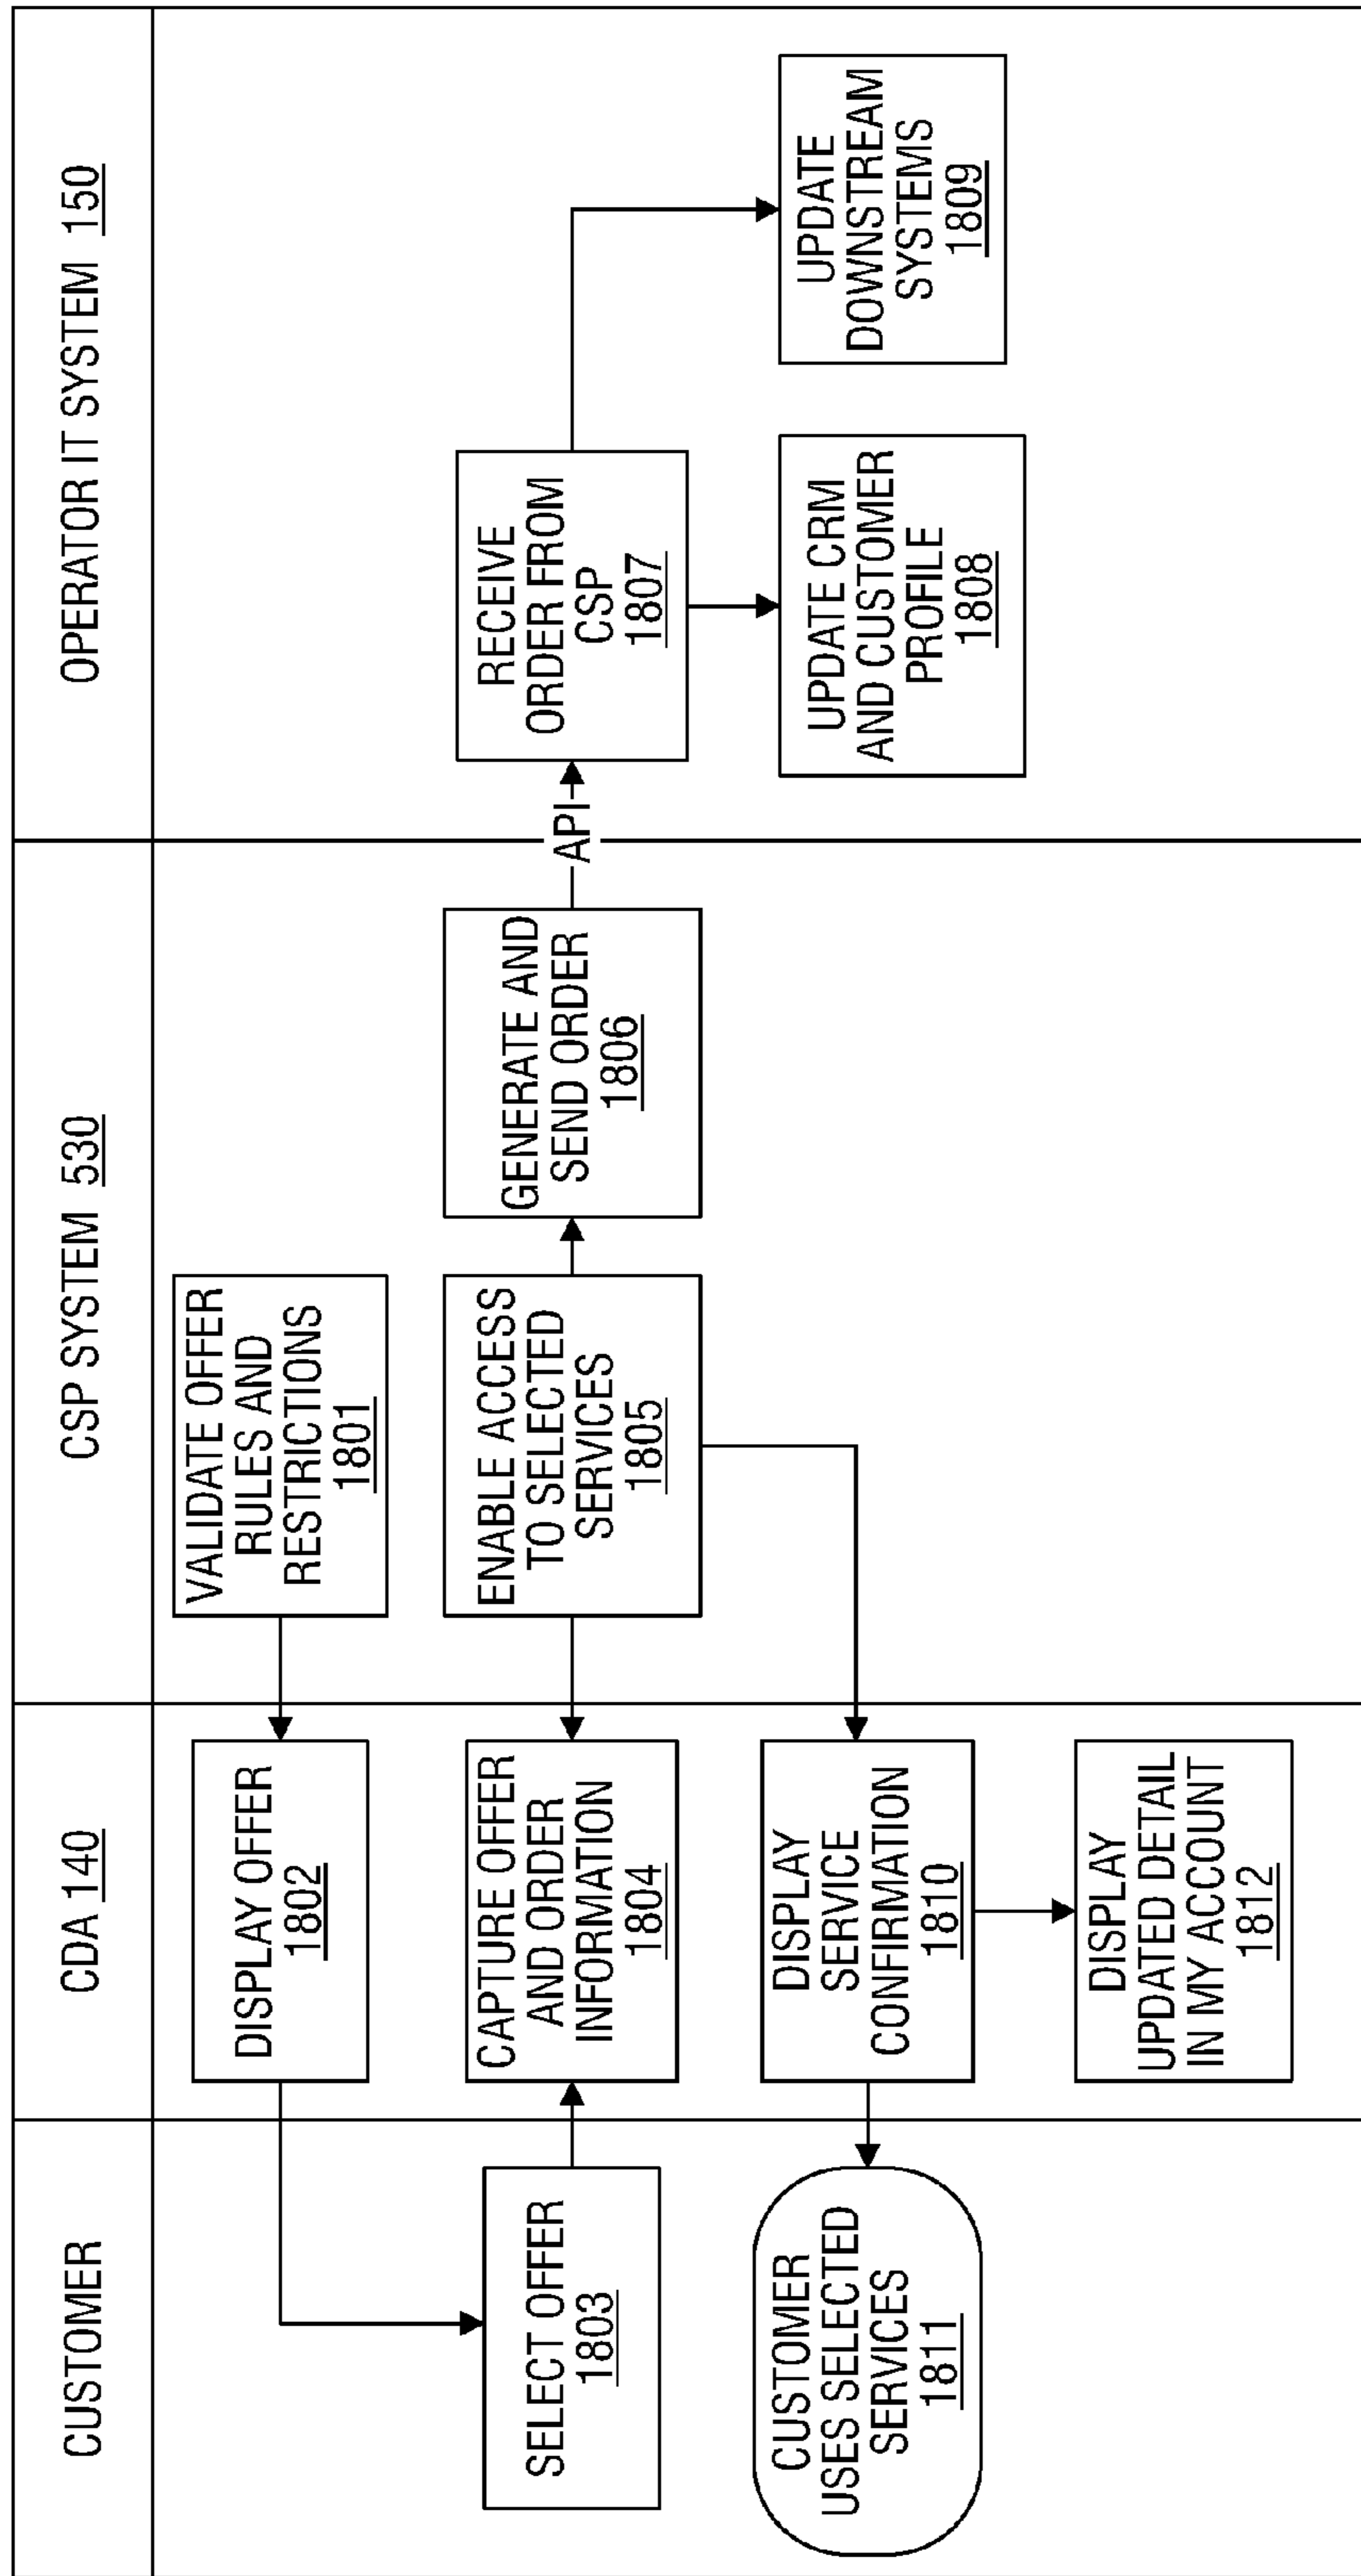 CUSTOMER
CDA 140
CSP SYSTEM 530
OPERATOR IT SYSTEM 150
VALIDATE OFFER
RULES AND
RESTRICTIONS
1801
DISPLAY OFFER
1802
SELECT OFFER
1803
CAPTURE OFFER
AND ORDER
INFORMATION
1804
ENABLE ACCESS
TO SELECTED
SERVICES
1805
GENERATE AND
SEND ORDER
1806
API
RECEIVE
ORDER FROM
CSP
1807
UPDATE CRM
AND CUSTOMER
PROFILE
1808
UPDATE
DOWNSTREAM
SYSTEMS
1809
DISPLAY
SERVICE
CONFIRMATION
1810
CUSTOMER
USES SELECTED
SERVICES
1811
DISPLAY
UPDATED DETAIL
IN MY ACCOUNT
1812